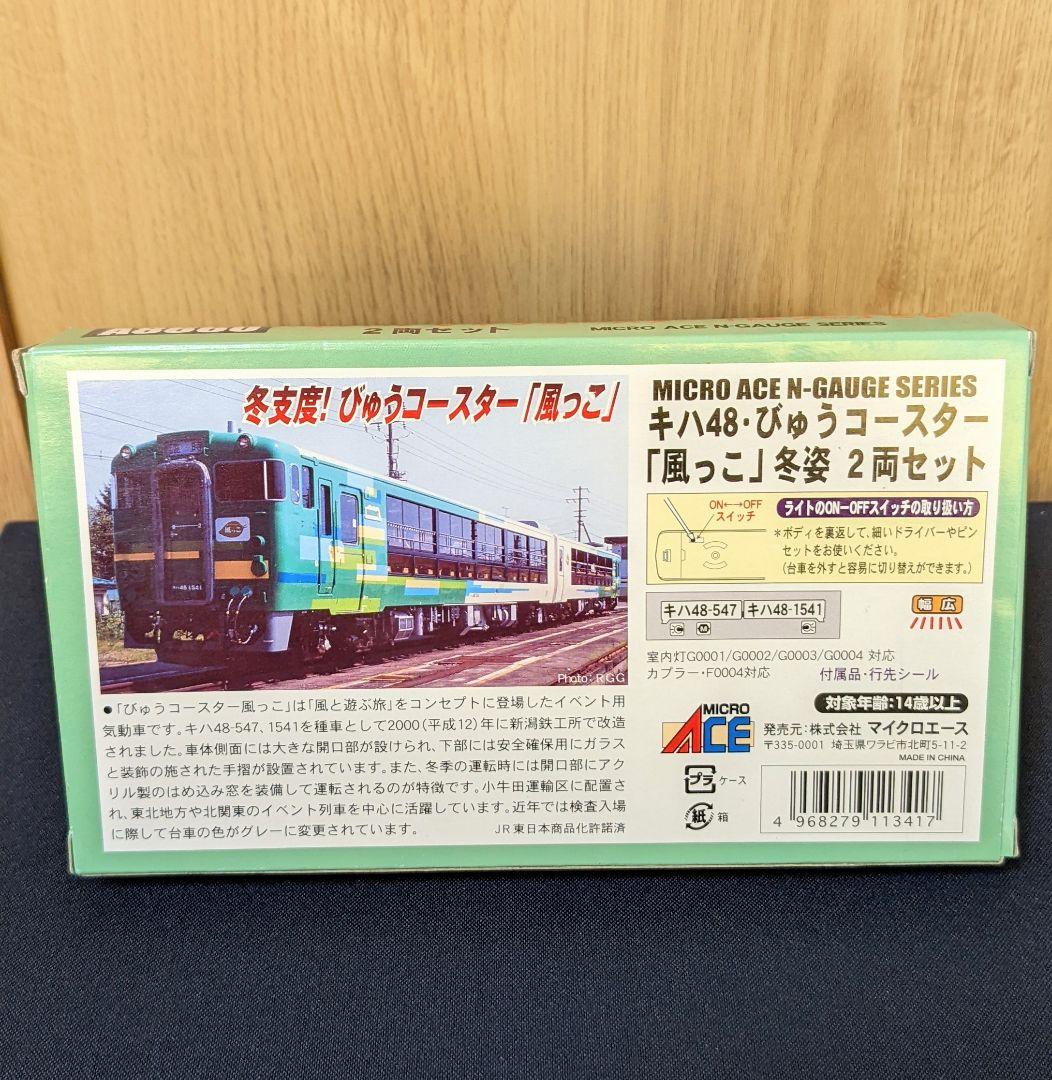 2両セット
MICRO ACE N-GAUGE SERIES
冬支度! びゅうコースター「風っこ」
風っこ
キハ48 1541
Photo: RGG
●「びゅうコースター風っこ」は「風と遊ぶ旅」をコンセプトに登場したイベント用
気動車です。キハ48-547、1541を種車として2000(平成12)年に新潟鉄工所で改造
されました。車体側面には大きな開口部が設けられ、下部には安全確保用にガラス
と装飾の施された手摺が設置されています。また、冬季の運転時には開口部にアク
リル製のはめ込み窓を装備して運転されるのが特徴です。小牛田運輸区に配置さ
れ、東北地方や北関東のイベント列車を中心に活躍しています。近年では検査入場
に際して台車の色がグレーに変更されています。
JR東日本商品化許諾済
MICRO ACE N-GAUGE SERIES
キハ48・びゅうコースター
「風っこ」冬姿 2両セット
ON←→OFF
スイッチ
ライトのON-OFFスイッチの取り扱い方
*ボディを裏返して、細いドライバーやピン
セットをお使いください。
(台車を外すと容易に切り替えができます。)
キハ48-547 キハ48-1541
M
幅広
室内灯G0001/G0002/G0003/G0004 対応
カプラー・F0004対応 付属品・行先シール
対象年齢:14歳以上
MICRO ACE
発売元:株式会社 マイクロエース
〒335-0001 埼玉県ワラビ市北町5-11-2
MADE IN CHINA
プラ ケース
紙 箱
4 968279 113417